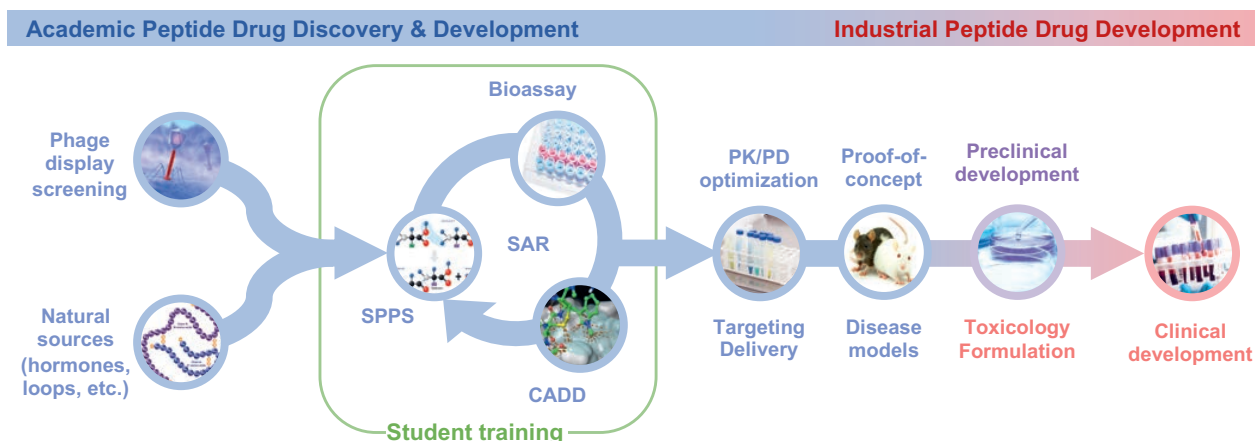 Academic Peptide Drug Discovery & Development
Industrial Peptide Drug Development
Phage
display
screening
Natural
sources
(hormones,
loops, etc.)
Bioassay
SAR
SPPS
CADD
Student training
PK/PD
optimization
Targeting
Delivery
Proof-of-
concept
Disease
models
Preclinical
development
Toxicology
Formulation
Clinical
development